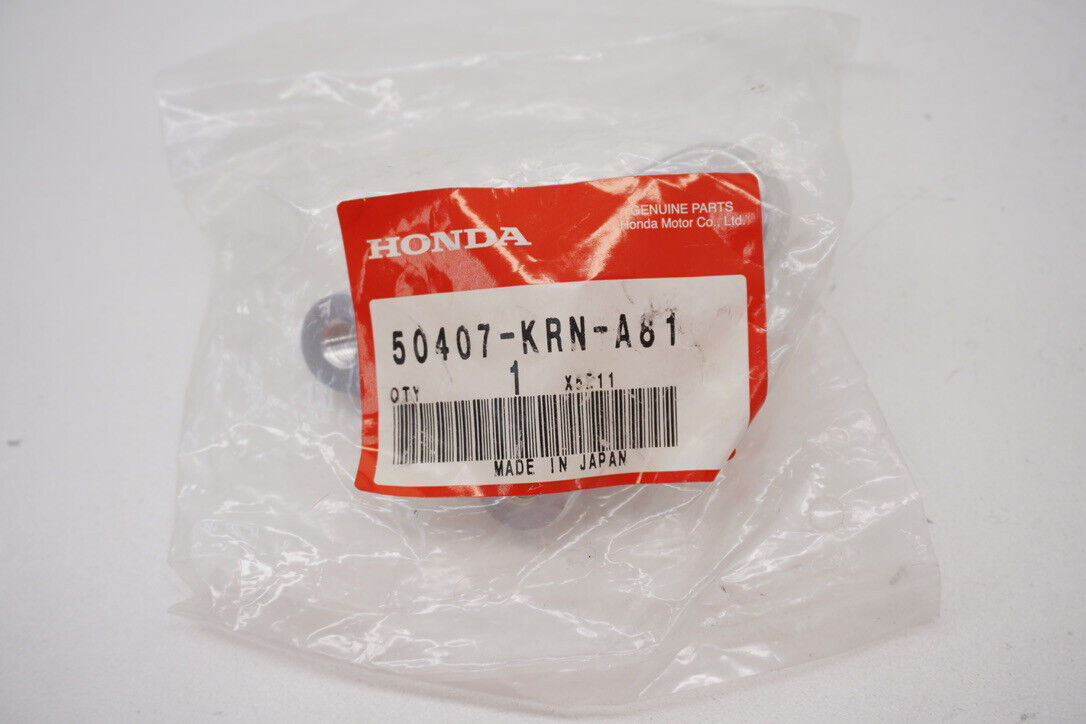 HONDA
GENUINE PARTS
Honda Motor Co., Ltd.
50407-KRN-A81
QTY 1
MADE IN JAPAN